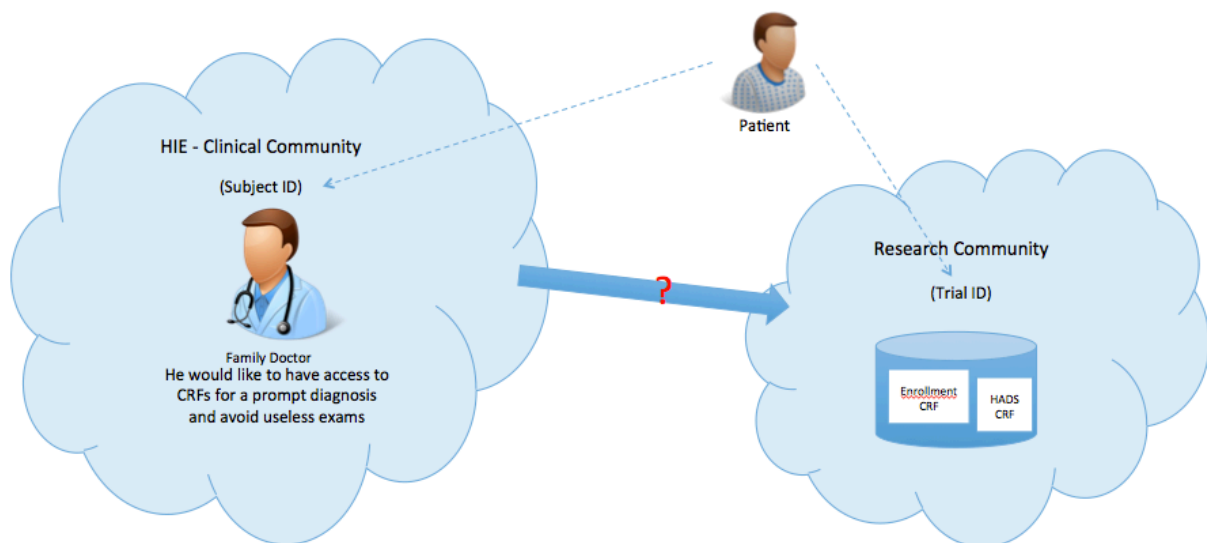 Patient
HIE - Clinical Community
(Subject ID)
Family Doctor
He would like to have access to
CRFs for a prompt diagnosis
and avoid useless exams
?
Research Community
(Trial ID)
Enrollment
CRF
HADS
CRF